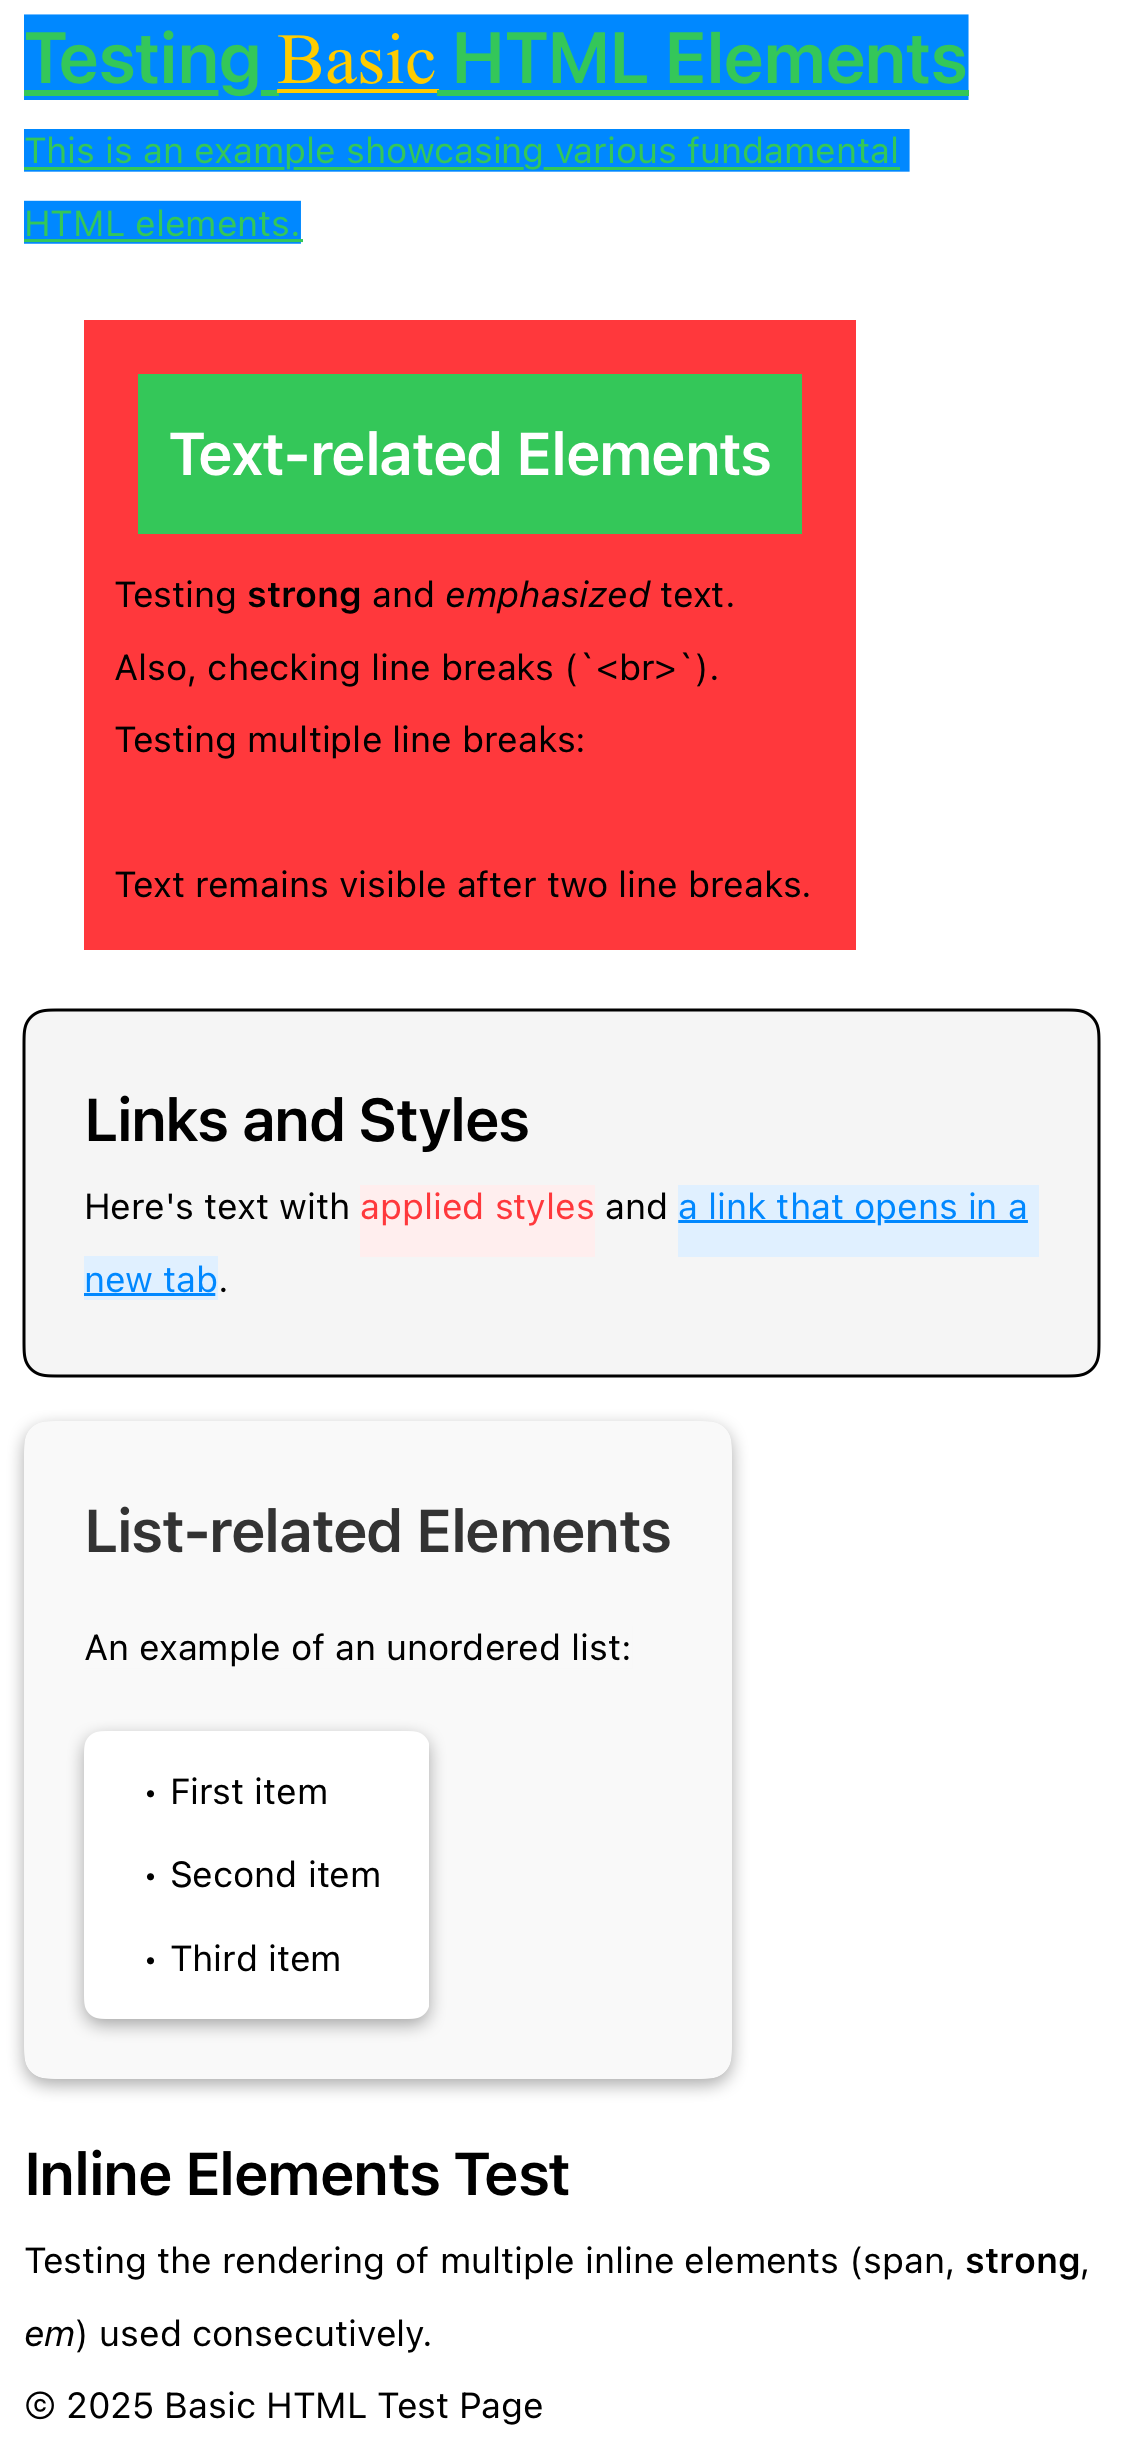 Testing Basic HTML Elements
This is an example showcasing various fundamental
HTML elements.
Text-related Elements
Testing strong and emphasized text.
Also, checking line breaks (`<br>`).
Testing multiple line breaks:
Text remains visible after two line breaks.
Links and Styles
Here's text with applied styles and a link that opens in a
new tab.
List-related Elements
An example of an unordered list:
• First item
• Second item
• Third item
Inline Elements Test
Testing the rendering of multiple inline elements (span, strong,
em) used consecutively.
© 2025 Basic HTML Test Page